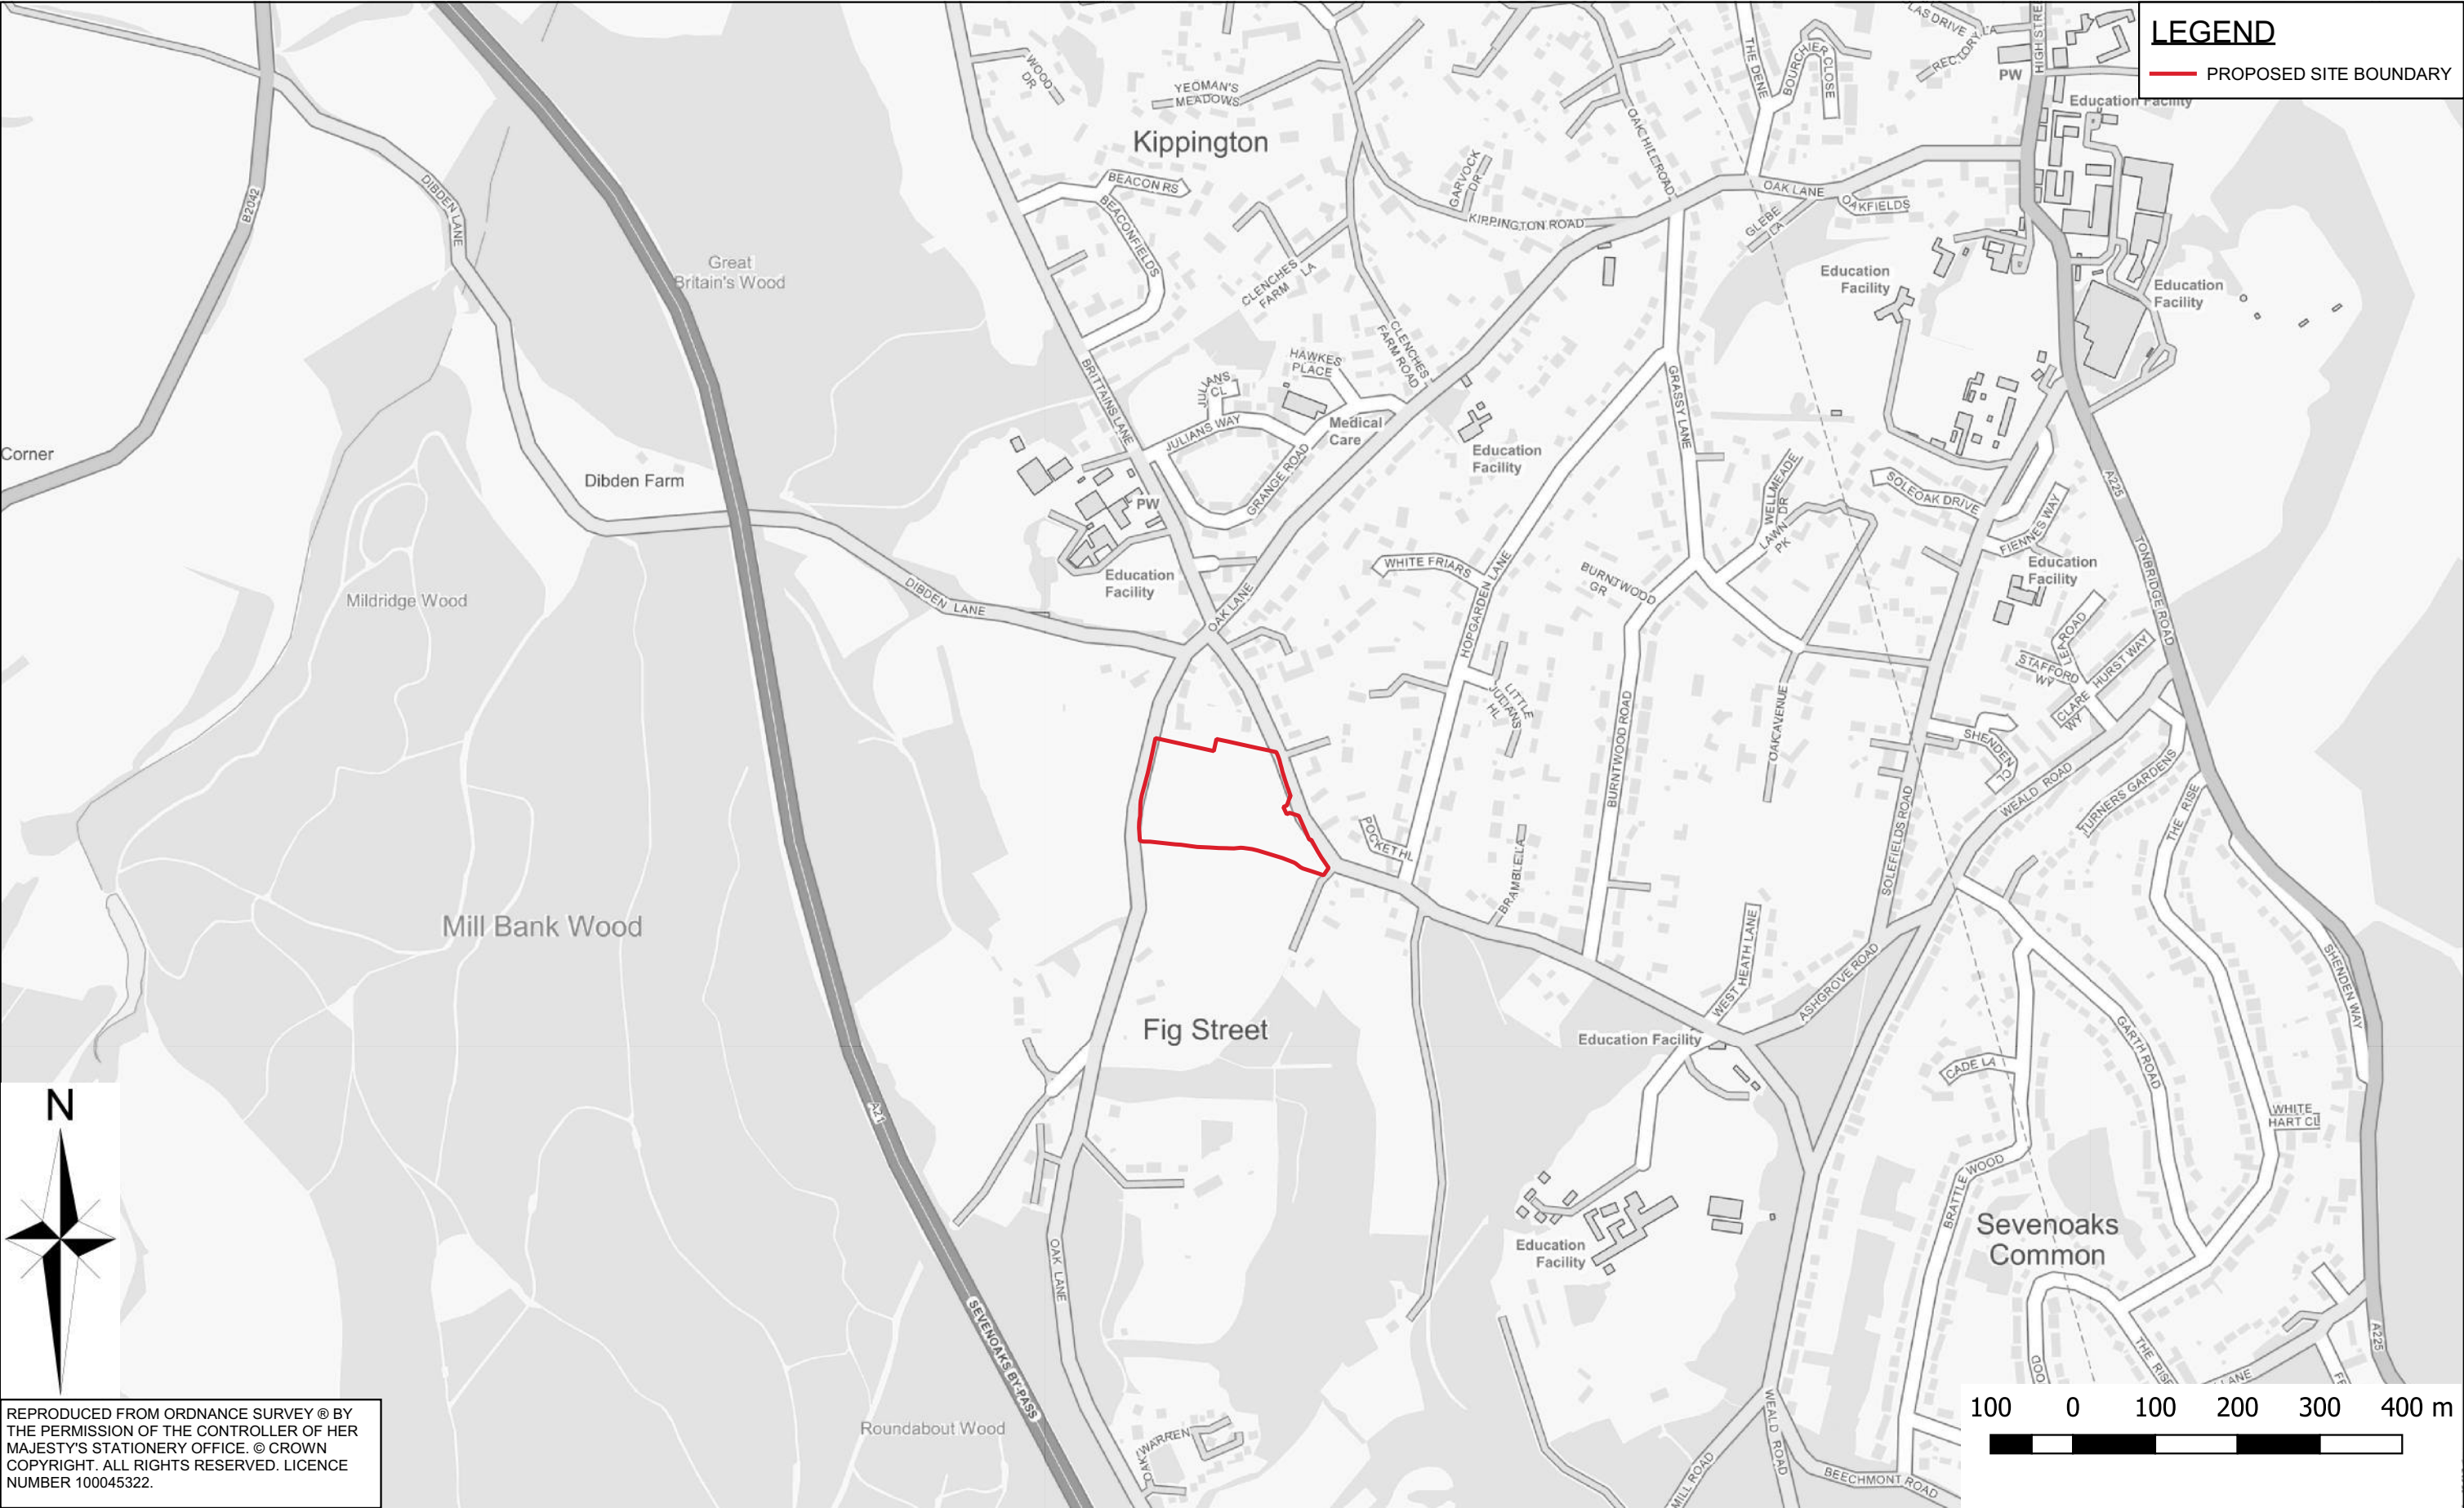 LEGEND
PROPOSED SITE BOUNDARY
LAS DRIVE
RECTORY LA
PW
HIGH STREE
THE DENE
BOURCHIER
CLOSE
Education Facility
WOOD
DR
YEOMAN'S
MEADOWS
Kippington
OAKHILL ROAD
GARVOCK
DR
BEACON RS
BEACONFIELDS
KIPPINGTON ROAD
OAK LANE
OAKFIELDS
GLEBE
LA
B2042
DIBDEN LANE
Great
Britain's Wood
CLENCHES
FARM
LA
Education
Facility
Education
Facility
CLENCHES
FARM ROAD
HAWKES
PLACE
JULIANS
CL
BRITTAINS LANE
JULIANS WAY
Medical
Care
GRANGE ROAD
GRASSY LANE
Education
Facility
Corner
Dibden Farm
PW
WELLMEADE
DR
LAWN
PK
SOLEOAK DRIVE
FIENNES WAY
A225
TONBRIDGE ROAD
Education
Facility
WHITE FRIARS
HOPGARDEN LANE
BURNTWOOD
GR
Education
Facility
Mildridge Wood
DIBDEN LANE
OAK LANE
LEA ROAD
STAFFORD
WY
CLARE
WY
HURST WAY
LITTLE
JULIANS
HL
BURNTWOOD ROAD
OAK AVENUE
SHENDEN
CL
WEALD ROAD
TURNERS GARDENS
THE RISE
SOLEFIELDS ROAD
POCKET HL
BRAMBLE LA
Mill Bank Wood
WEST HEATH LANE
ASHGROVE ROAD
SHENDEN WAY
Fig Street
Education Facility
GARTH ROAD
CADE LA
WHITE
HART CL
N
A21
BRATTLE WOOD
Sevenoaks
Common
Education
Facility
OAK LANE
SEVENOAKS BY-PASS
THE RISE
A225
OOD
LANE
Roundabout Wood
OAK
WARREN
WEALD ROAD
MILL ROAD
BEECHMONT ROAD
100 0 100 200 300 400 m
REPRODUCED FROM ORDNANCE SURVEY ® BY
THE PERMISSION OF THE CONTROLLER OF HER
MAJESTY'S STATIONERY OFFICE. © CROWN
COPYRIGHT. ALL RIGHTS RESERVED. LICENCE
NUMBER 100045322.